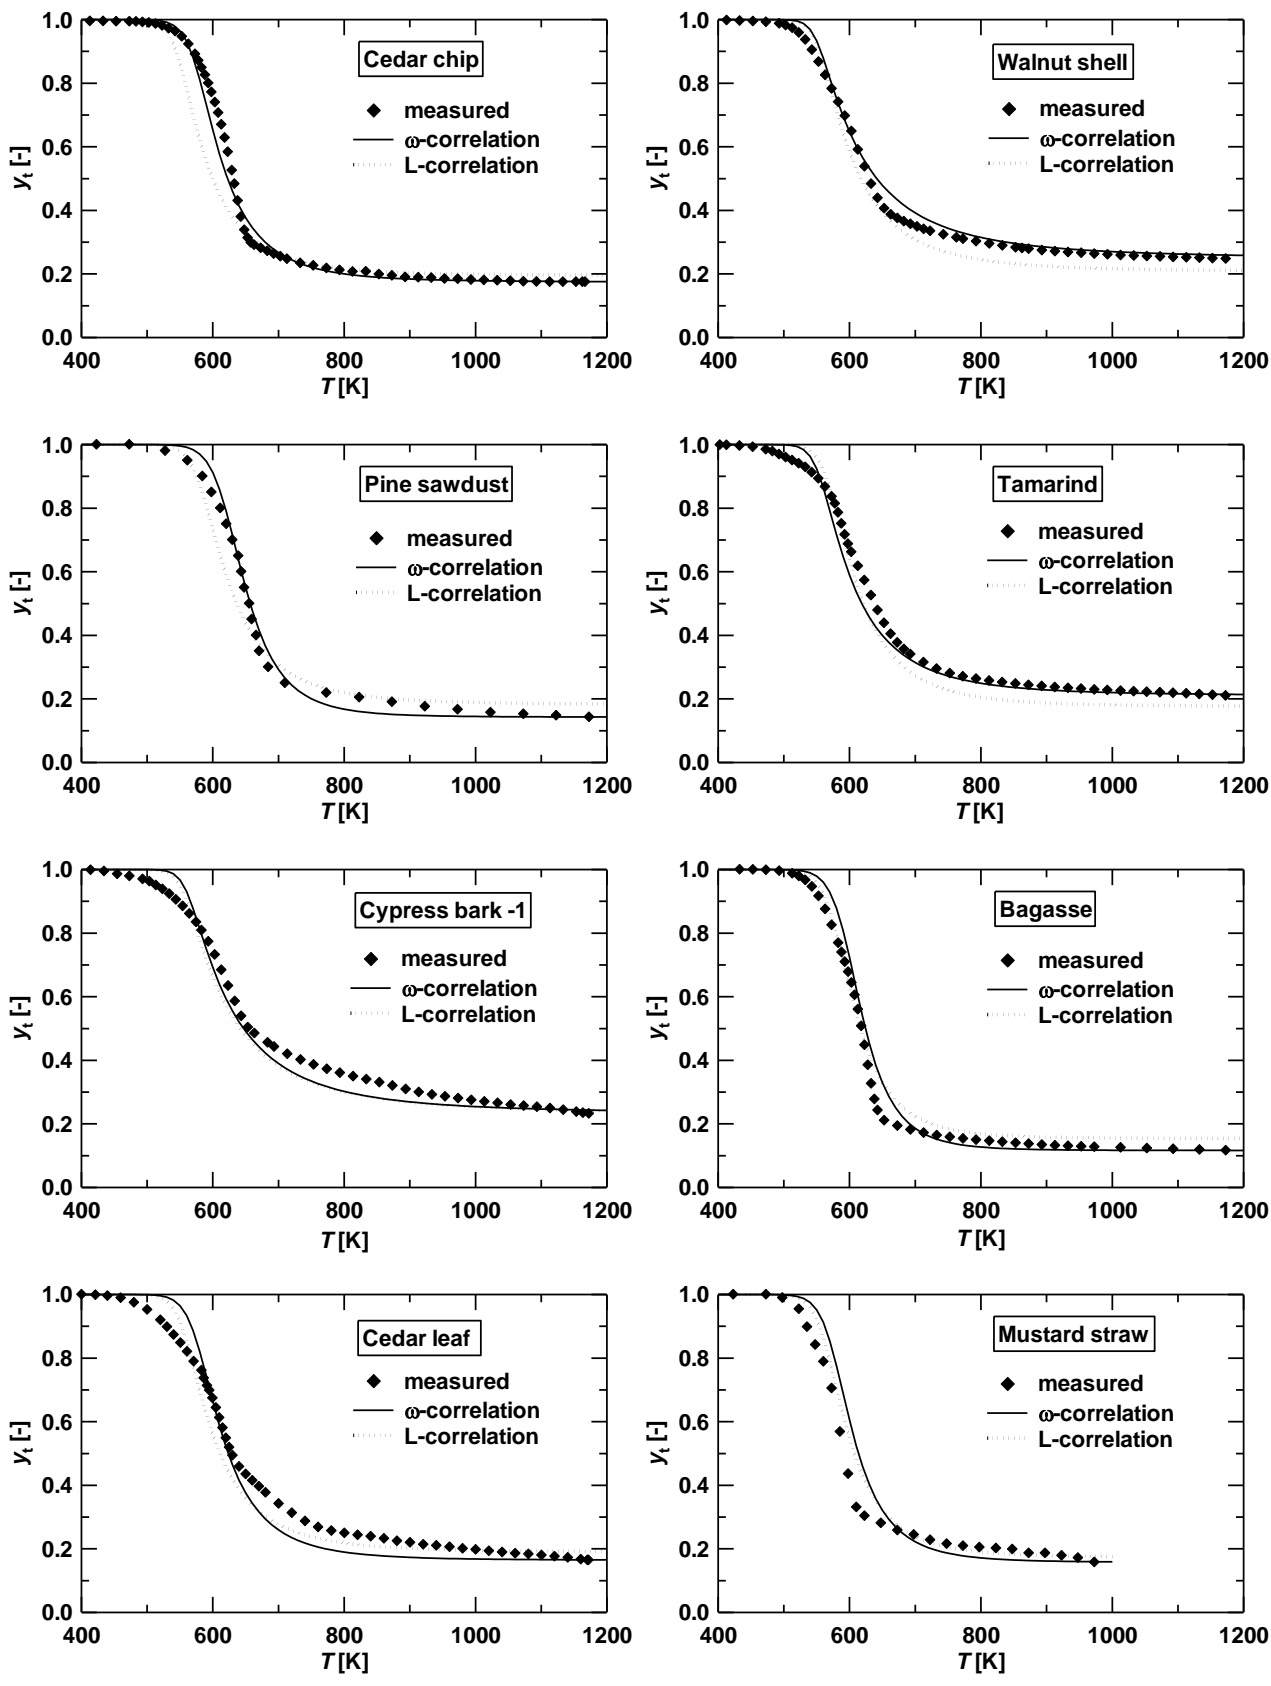 Cedar chip
measured
ω-correlation
L-correlation
yt [-]
1.0
0.8
0.6
0.4
0.2
0.0
400 600 800 1000 1200
T [K]
Walnut shell
measured
ω-correlation
L-correlation
yt [-]
1.0
0.8
0.6
0.4
0.2
0.0
400 600 800 1000 1200
T [K]
Pine sawdust
measured
ω-correlation
L-correlation
yt [-]
1.0
0.8
0.6
0.4
0.2
0.0
400 600 800 1000 1200
T [K]
Tamarind
measured
ω-correlation
L-correlation
yt [-]
1.0
0.8
0.6
0.4
0.2
0.0
400 600 800 1000 1200
T [K]
Cypress bark -1
measured
ω-correlation
L-correlation
yt [-]
1.0
0.8
0.6
0.4
0.2
0.0
400 600 800 1000 1200
T [K]
Bagasse
measured
ω-correlation
L-correlation
yt [-]
1.0
0.8
0.6
0.4
0.2
0.0
400 600 800 1000 1200
T [K]
Cedar leaf
measured
ω-correlation
L-correlation
yt [-]
1.0
0.8
0.6
0.4
0.2
0.0
400 600 800 1000 1200
T [K]
Mustard straw
measured
ω-correlation
L-correlation
yt [-]
1.0
0.8
0.6
0.4
0.2
0.0
400 600 800 1000 1200
T [K]